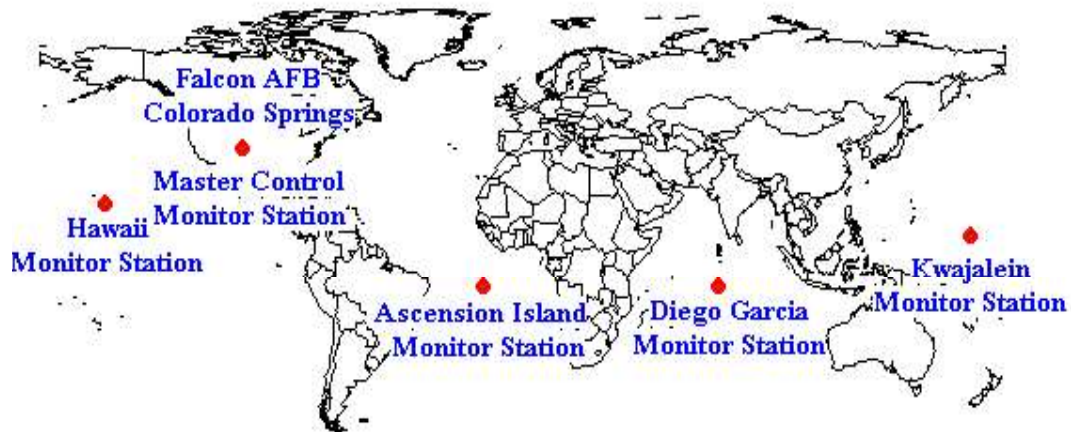 Falcon AFB
Colorado Springs
Master Control
Monitor Station
Hawaii
Monitor Station
Ascension Island
Monitor Station
Diego Garcia
Monitor Station
Kwajalein
Monitor Station